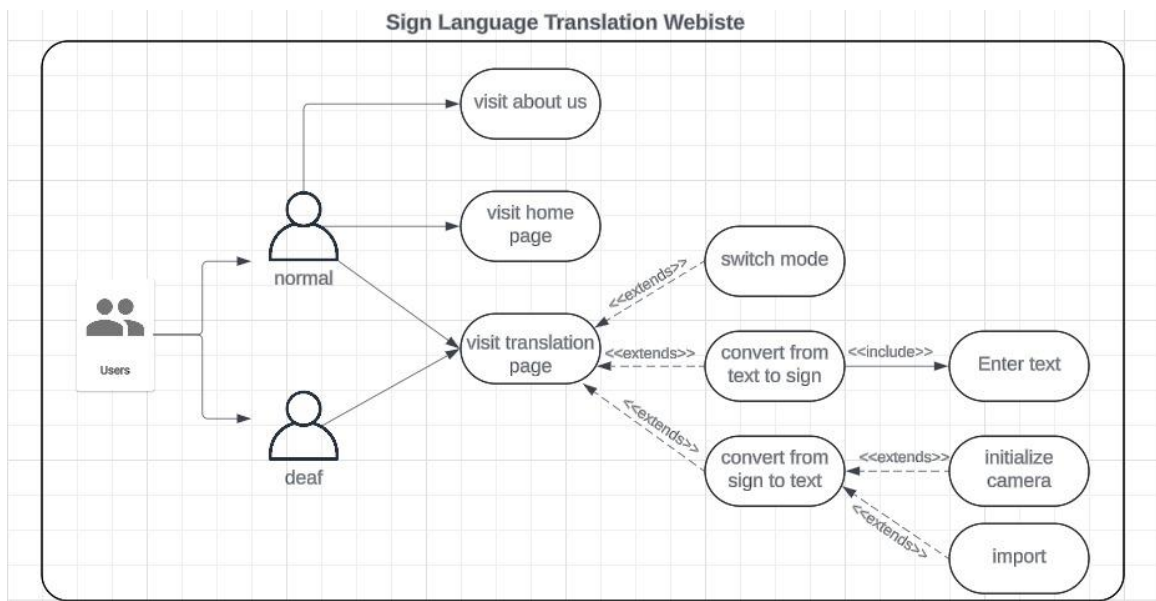 Sign Language Translation Webiste
visit about us
visit home
page
normal
switch mode
<<extends>>
Users
visit translation
page
<<extends>>
convert from
text to sign
<<include>>
Enter text
deaf
<<extends>>
convert from
sign to text
<<extends>>
initialize
camera
<<extends>>
import